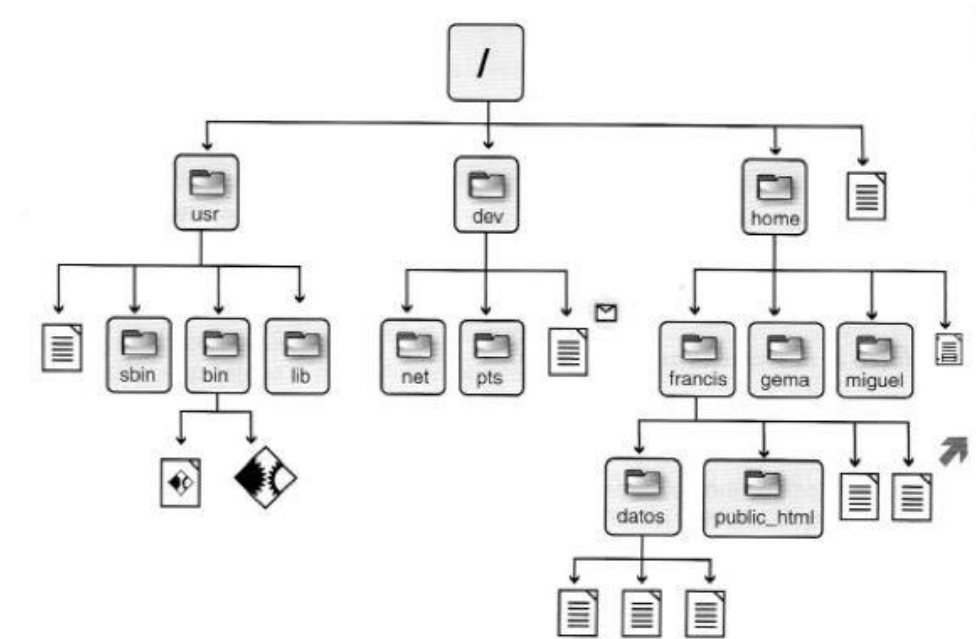 /
usr
dev
home
sbin
bin
lib
net
pts
francis
gema
miguel
datos
public_html